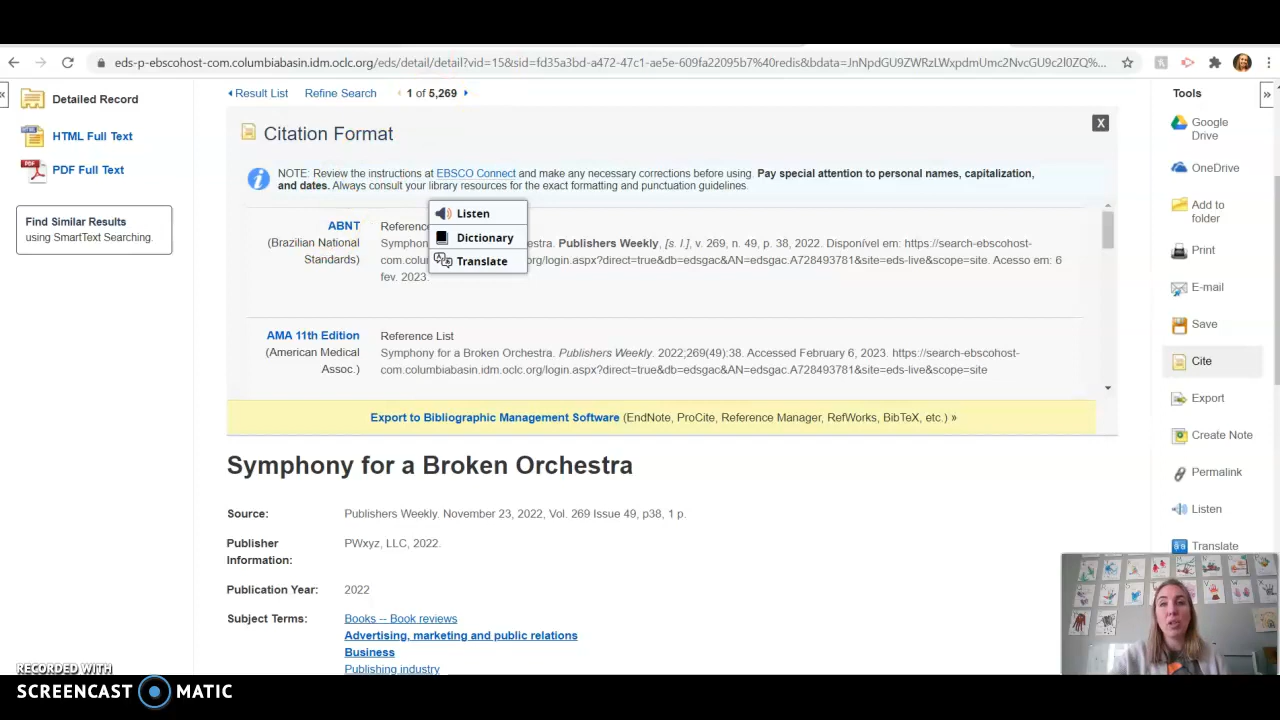 eds-p-ebscohost-com.columbiabasin.idm.oclc.org/eds/detail/detail?vid=15&sid=fd35a3bd-a472-47c1-ae5e-609fa22095b7%40redis&bdata=JnNpdGU9ZWRzLWxpdmUmc2NvcGU9c2l0ZQ%...
Detailed Record
HTML Full Text
PDF Full Text
Find Similar Results
using SmartText Searching.
Result List Refine Search 1 of 5,269
Citation Format
X
NOTE: Review the instructions at EBSCO Connect and make any necessary corrections before using. Pay special attention to personal names, capitalization,
and dates. Always consult your library resources for the exact formatting and punctuation guidelines.
Listen
Dictionary
Translate
ABNT
(Brazilian National
Standards)
Symphon orchestra. Publishers Weekly, [s. l.], v. 269, n. 49, p. 38, 2022. Disponível em: https://search-ebscohost-
com.colu rg/login.aspx?direct=true&db=edsgac&AN=edsgac.A728493781&site=eds-live&scope=site. Acesso em: 6
fev. 2023.
AMA 11th Edition
(American Medical
Assoc.)
Reference List
Symphony for a Broken Orchestra. Publishers Weekly. 2022;269(49):38. Accessed February 6, 2023. https://search-ebscohost-
com.columbiabasin.idm.oclc.org/login.aspx?direct=true&db=edsgac&AN=edsgac.A728493781&site=eds-live&scope=site
Export to Bibliographic Management Software (EndNote, ProCite, Reference Manager, RefWorks, BibTeX, etc.) »
Symphony for a Broken Orchestra
Source: Publishers Weekly. November 23, 2022, Vol. 269 Issue 49, p38, 1 p.
Publisher
Information: PWxyz, LLC, 2022.
Publication Year: 2022
Subject Terms: Books -- Book reviews
Advertising, marketing and public relations
Business
Publishing industry
Tools
Google
Drive
OneDrive
Add to
folder
Print
E-mail
Save
Cite
Export
Create Note
Permalink
Listen
Translate
RECORDED WITH
SCREENCAST MATIC